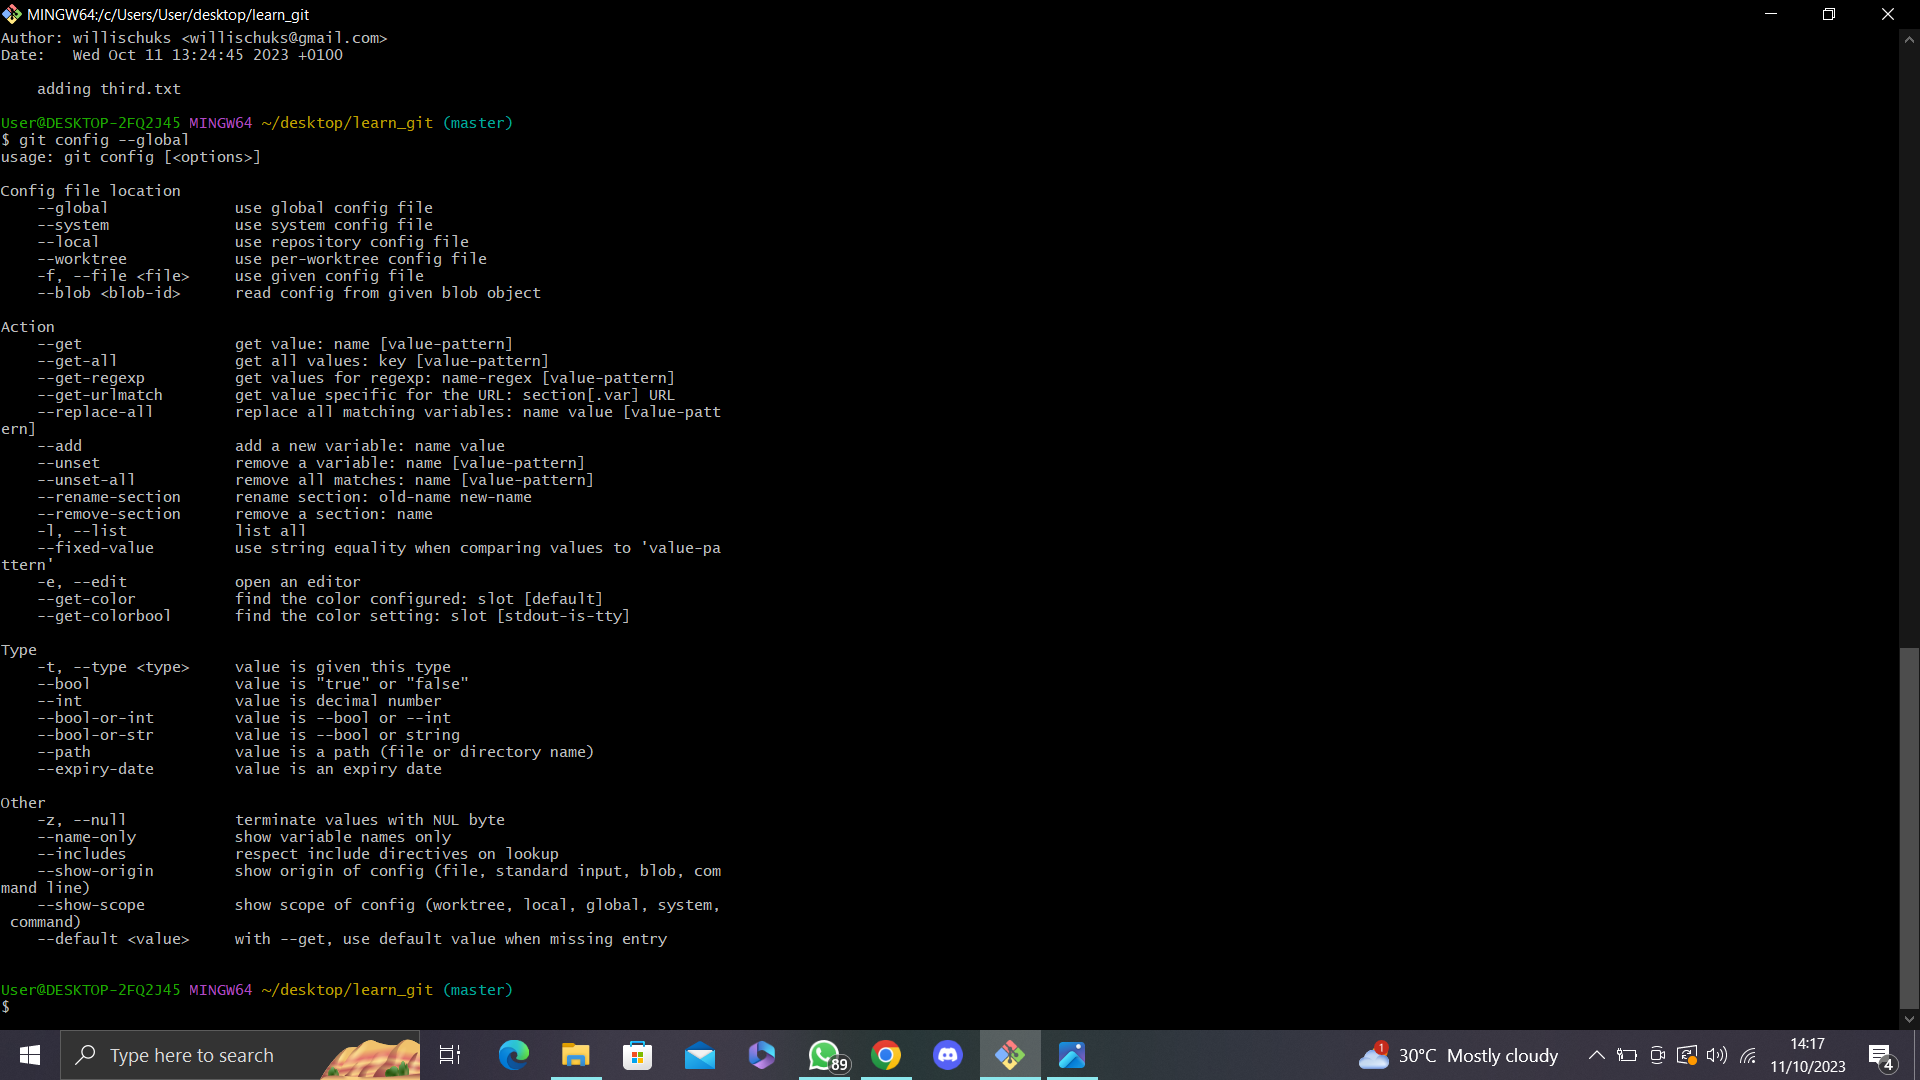 MINGW64:/c/Users/User/desktop/learn_git
Author: willischuks <willischuks@gmail.com>
Date:   Wed Oct 11 13:24:45 2023 +0100
    adding third.txt
User@DESKTOP-2FQ2J45 MINGW64 ~/desktop/learn_git (master)
$ git config --global
usage: git config [<options>]
Config file location
    --global              use global config file
    --system              use system config file
    --local               use repository config file
    --worktree            use per-worktree config file
    -f, --file <file>     use given config file
    --blob <blob-id>      read config from given blob object
Action
    --get                 get value: name [value-pattern]
    --get-all             get all values: key [value-pattern]
    --get-regexp          get values for regexp: name-regex [value-pattern]
    --get-urlmatch        get value specific for the URL: section[.var] URL
    --replace-all         replace all matching variables: name value [value-patt
ern]
    --add                 add a new variable: name value
    --unset               remove a variable: name [value-pattern]
    --unset-all           remove all matches: name [value-pattern]
    --rename-section      rename section: old-name new-name
    --remove-section      remove a section: name
    -l, --list            list all
    --fixed-value         use string equality when comparing values to 'value-pa
ttern'
    -e, --edit            open an editor
    --get-color           find the color configured: slot [default]
    --get-colorbool       find the color setting: slot [stdout-is-tty]
Type
    -t, --type <type>     value is given this type
    --bool                value is "true" or "false"
    --int                 value is decimal number
    --bool-or-int         value is --bool or --int
    --bool-or-str         value is --bool or string
    --path                value is a path (file or directory name)
    --expiry-date         value is an expiry date
Other
    -z, --null            terminate values with NUL byte
    --name-only           show variable names only
    --includes            respect include directives on lookup
    --show-origin         show origin of config (file, standard input, blob, com
mand line)
    --show-scope          show scope of config (worktree, local, global, system,
 command)
    --default <value>     with --get, use default value when missing entry
User@DESKTOP-2FQ2J45 MINGW64 ~/desktop/learn_git (master)
$
Type here to search
89
1
30°C Mostly cloudy
14:17
11/10/2023
4